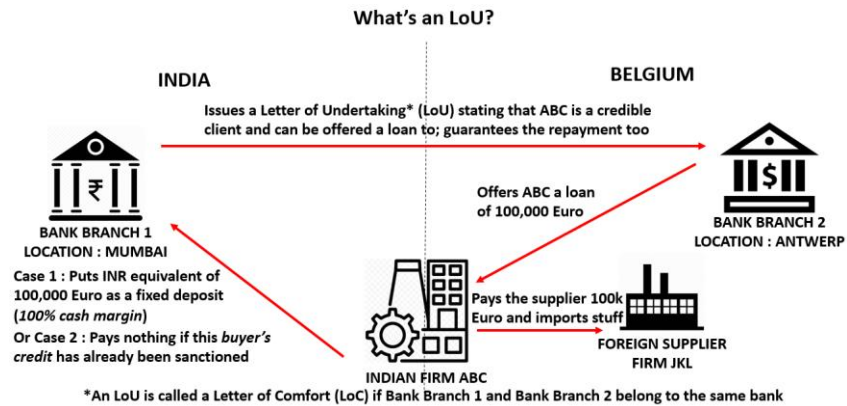 What's an LoU?
INDIA
BELGIUM
Issues a Letter of Undertaking* (LoU) stating that ABC is a credible
client and can be offered a loan to; guarantees the repayment too
₹
$
BANK BRANCH 1
LOCATION : MUMBAI
Offers ABC a loan
of 100,000 Euro
BANK BRANCH 2
LOCATION : ANTWERP
Case 1 : Puts INR equivalent of
100,000 Euro as a fixed deposit
(100% cash margin)
Or Case 2 : Pays nothing if this buyer's
credit has already been sanctioned
Pays the supplier 100k
Euro and imports stuff
INDIAN FIRM ABC
FOREIGN SUPPLIER
FIRM JKL
*An LoU is called a Letter of Comfort (LoC) if Bank Branch 1 and Bank Branch 2 belong to the same bank